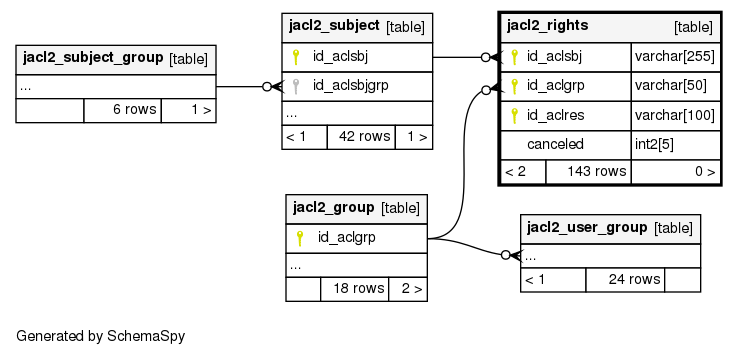 jacl2_subject_group [table]
...
6 rows 1 >
jacl2_subject [table]
id_aclsbj
id_aclsbjgrp
...
< 1 42 rows 1 >
jacl2_rights [table]
id_aclsbj varchar[255]
id_aclgrp varchar[50]
id_aclres varchar[100]
canceled int2[5]
< 2 143 rows 0 >
jacl2_group [table]
id_aclgrp
...
18 rows 2 >
jacl2_user_group [table]
...
< 1 24 rows
Generated by SchemaSpy